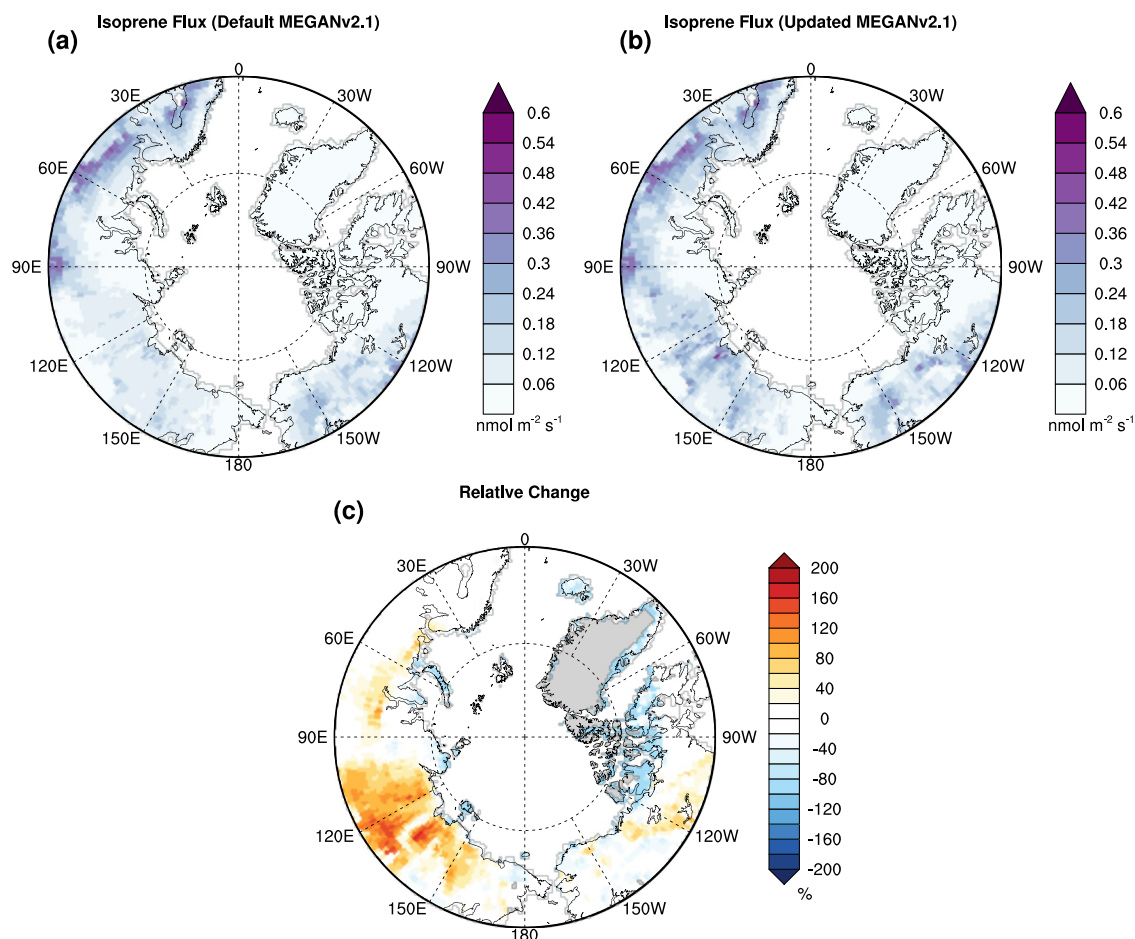 Isoprene Flux (Default MEGANv2.1)
(a)
0
30E
30W
60E
60W
90E
90W
120E
120W
150E
150W
180
0.6
0.54
0.48
0.42
0.36
0.3
0.24
0.18
0.12
0.06
nmol m⁻² s⁻¹
Isoprene Flux (Updated MEGANv2.1)
(b)
0
30E
30W
60E
60W
90E
90W
120E
120W
150E
150W
180
0.6
0.54
0.48
0.42
0.36
0.3
0.24
0.18
0.12
0.06
nmol m⁻² s⁻¹
Relative Change
(c)
0
30E
30W
60E
60W
90E
90W
120E
120W
150E
150W
180
200
160
120
80
40
0
-40
-80
-120
-160
-200
%